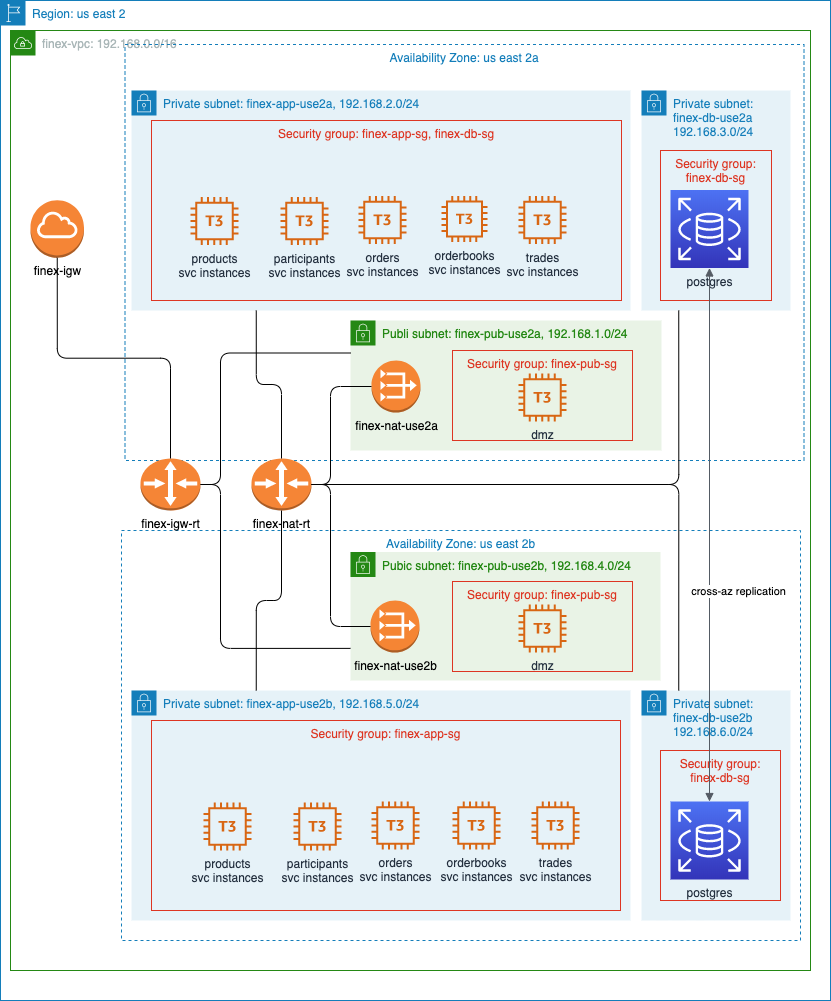 Region: us east 2
finex-vpc: 192.168.0.0/16
Availability Zone: us east 2a
Private subnet: finex-app-use2a, 192.168.2.0/24
Security group: finex-app-sg, finex-db-sg
T3
T3
T3
T3
T3
products
svc instances
participants
svc instances
orders
svc instances
orderbooks
svc instances
trades
svc instances
Private subnet:
finex-db-use2a
192.168.3.0/24
Security group:
finex-db-sg
postgres
finex-igw
Publi subnet: finex-pub-use2a, 192.168.1.0/24
finex-nat-use2a
Security group: finex-pub-sg
T3
dmz
finex-igw-rt
finex-nat-rt
Availability Zone: us east 2b
Pubic subnet: finex-pub-use2b, 192.168.4.0/24
finex-nat-use2b
Security group: finex-pub-sg
T3
dmz
cross-az replication
Private subnet: finex-app-use2b, 192.168.5.0/24
Security group: finex-app-sg
T3
T3
T3
T3
T3
products
svc instances
participants
svc instances
orders
svc instances
orderbooks
svc instances
trades
svc instances
Private subnet:
finex-db-use2b
192.168.6.0/24
Security group:
finex-db-sg
postgres